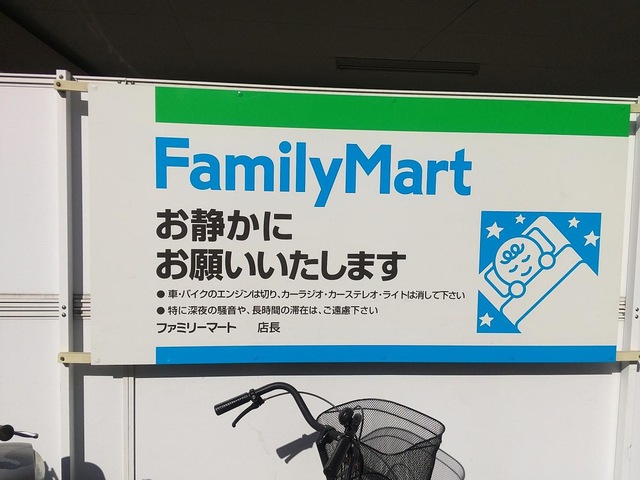 FamilyMart
お静かに
お願いいたします
●車・バイクのエンジンは切り、カーラジオ・カーステレオ・ライトは消して下さい
●特に深夜の騒音や、長時間の滞在は、ご遠慮下さい
ファミリーマート　店長